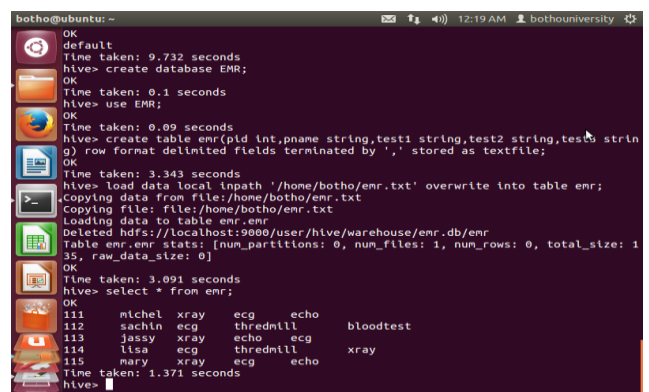 botho@ubuntu: ~ 12:19 AM bothouniversity
OK
default
Time taken: 9.732 seconds
hive> create database EMR;
OK
Time taken: 0.1 seconds
hive> use EMR;
OK
Time taken: 0.09 seconds
hive> create table emr(pid int,pname string,test1 string,test2 string,test3 strin
g) row format delimited fields terminated by ',' stored as textfile;
OK
Time taken: 3.343 seconds
hive> load data local inpath '/home/botho/emr.txt' overwrite into table emr;
Copying data from file:/home/botho/emr.txt
Copying file: file:/home/botho/emr.txt
Loading data to table emr.emr
Deleted hdfs://localhost:9000/user/hive/warehouse/emr.db/emr
Table emr.emr stats: [num_partitions: 0, num_files: 1, num_rows: 0, total_size: 1
35, raw_data_size: 0]
OK
Time taken: 3.091 seconds
hive> select * from emr;
OK
111 michel xray ecg echo
112 sachin ecg thredmill bloodtest
113 jassy xray echo ecg
114 lisa ecg thredmill xray
115 mary xray ecg echo
Time taken: 1.371 seconds
hive>